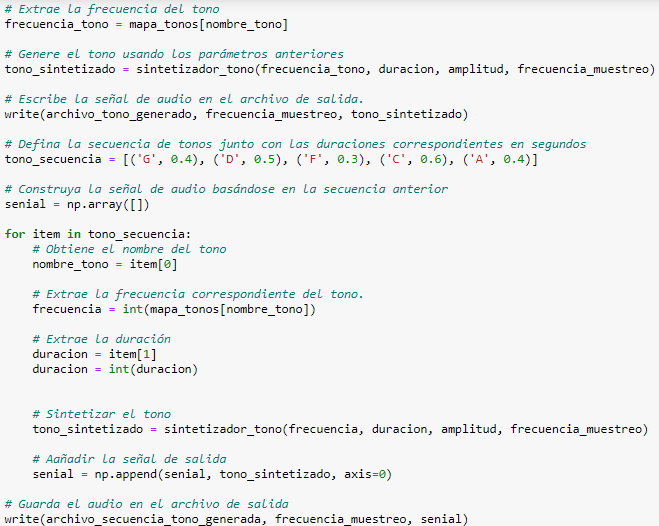 # Extrae la frecuencia del tono
frecuencia_tono = mapa_tonos[nombre_tono]
# Genere el tono usando los parámetros anteriores
tono_sintetizado = sintetizador_tono(frecuencia_tono, duracion, amplitud, frecuencia_muestreo)
# Escribe la señal de audio en el archivo de salida.
write(archivo_tono_generado, frecuencia_muestreo, tono_sintetizado)
# Defina la secuencia de tonos junto con las duraciones correspondientes en segundos
tono_secuencia = [('G', 0.4), ('D', 0.5), ('F', 0.3), ('C', 0.6), ('A', 0.4)]
# Construya la señal de audio basándose en la secuencia anterior
senial = np.array([])
for item in tono_secuencia:
    # Obtiene el nombre del tono
    nombre_tono = item[0]
    # Extrae la frecuencia correspondiente del tono.
    frecuencia = int(mapa_tonos[nombre_tono])
    # Extrae la duración
    duracion = item[1]
    duracion = int(duracion)
    # Sintetizar el tono
    tono_sintetizado = sintetizador_tono(frecuencia, duracion, amplitud, frecuencia_muestreo)
    # Aañadir la señal de salida
    senial = np.append(senial, tono_sintetizado, axis=0)
# Guarda el audio en el archivo de salida
write(archivo_secuencia_tono_generada, frecuencia_muestreo, senial)